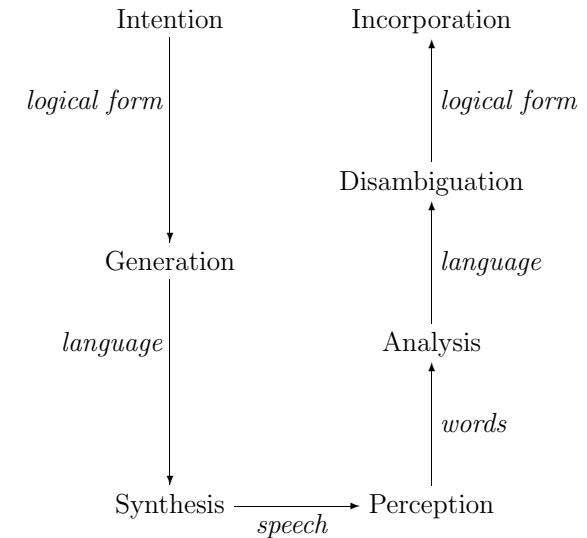 Intention
Incorporation
logical form
logical form
Disambiguation
Generation
language
language
Analysis
words
Synthesis
Perception
speech